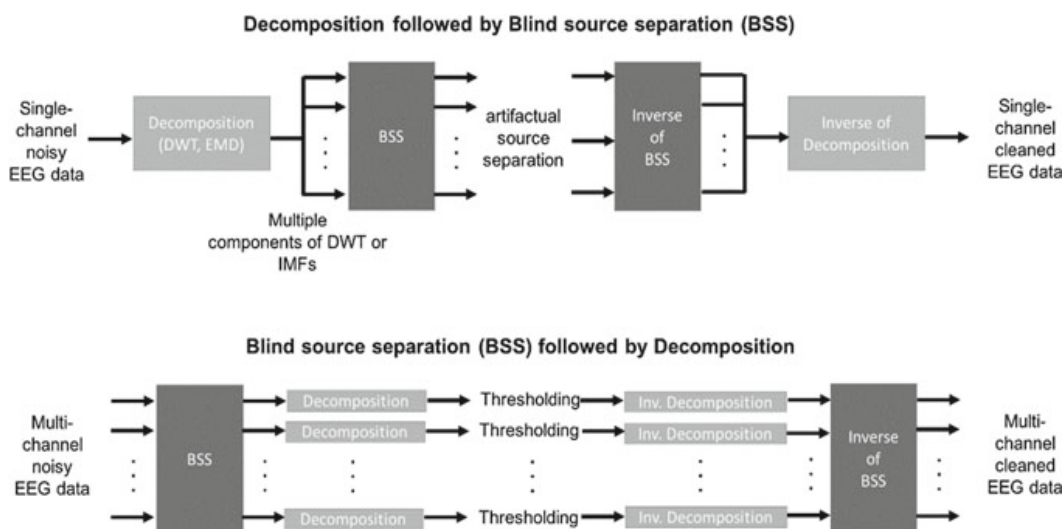 Decomposition followed by Blind source separation (BSS)
Single-
channel
noisy
EEG data
Decomposition
(DWT, EMD)
Multiple
components of DWT or
IMFs
BSS
artifactual
source
separation
Inverse
of
BSS
Inverse of
Decomposition
Single-
channel
cleaned
EEG data
Blind source separation (BSS) followed by Decomposition
Multi-
channel
noisy
EEG data
BSS
Decomposition
Thresholding
Inv. Decomposition
Decomposition
Thresholding
Inv. Decomposition
Decomposition
Thresholding
Inv. Decomposition
Inverse
of
BSS
Multi-
channel
cleaned
EEG data